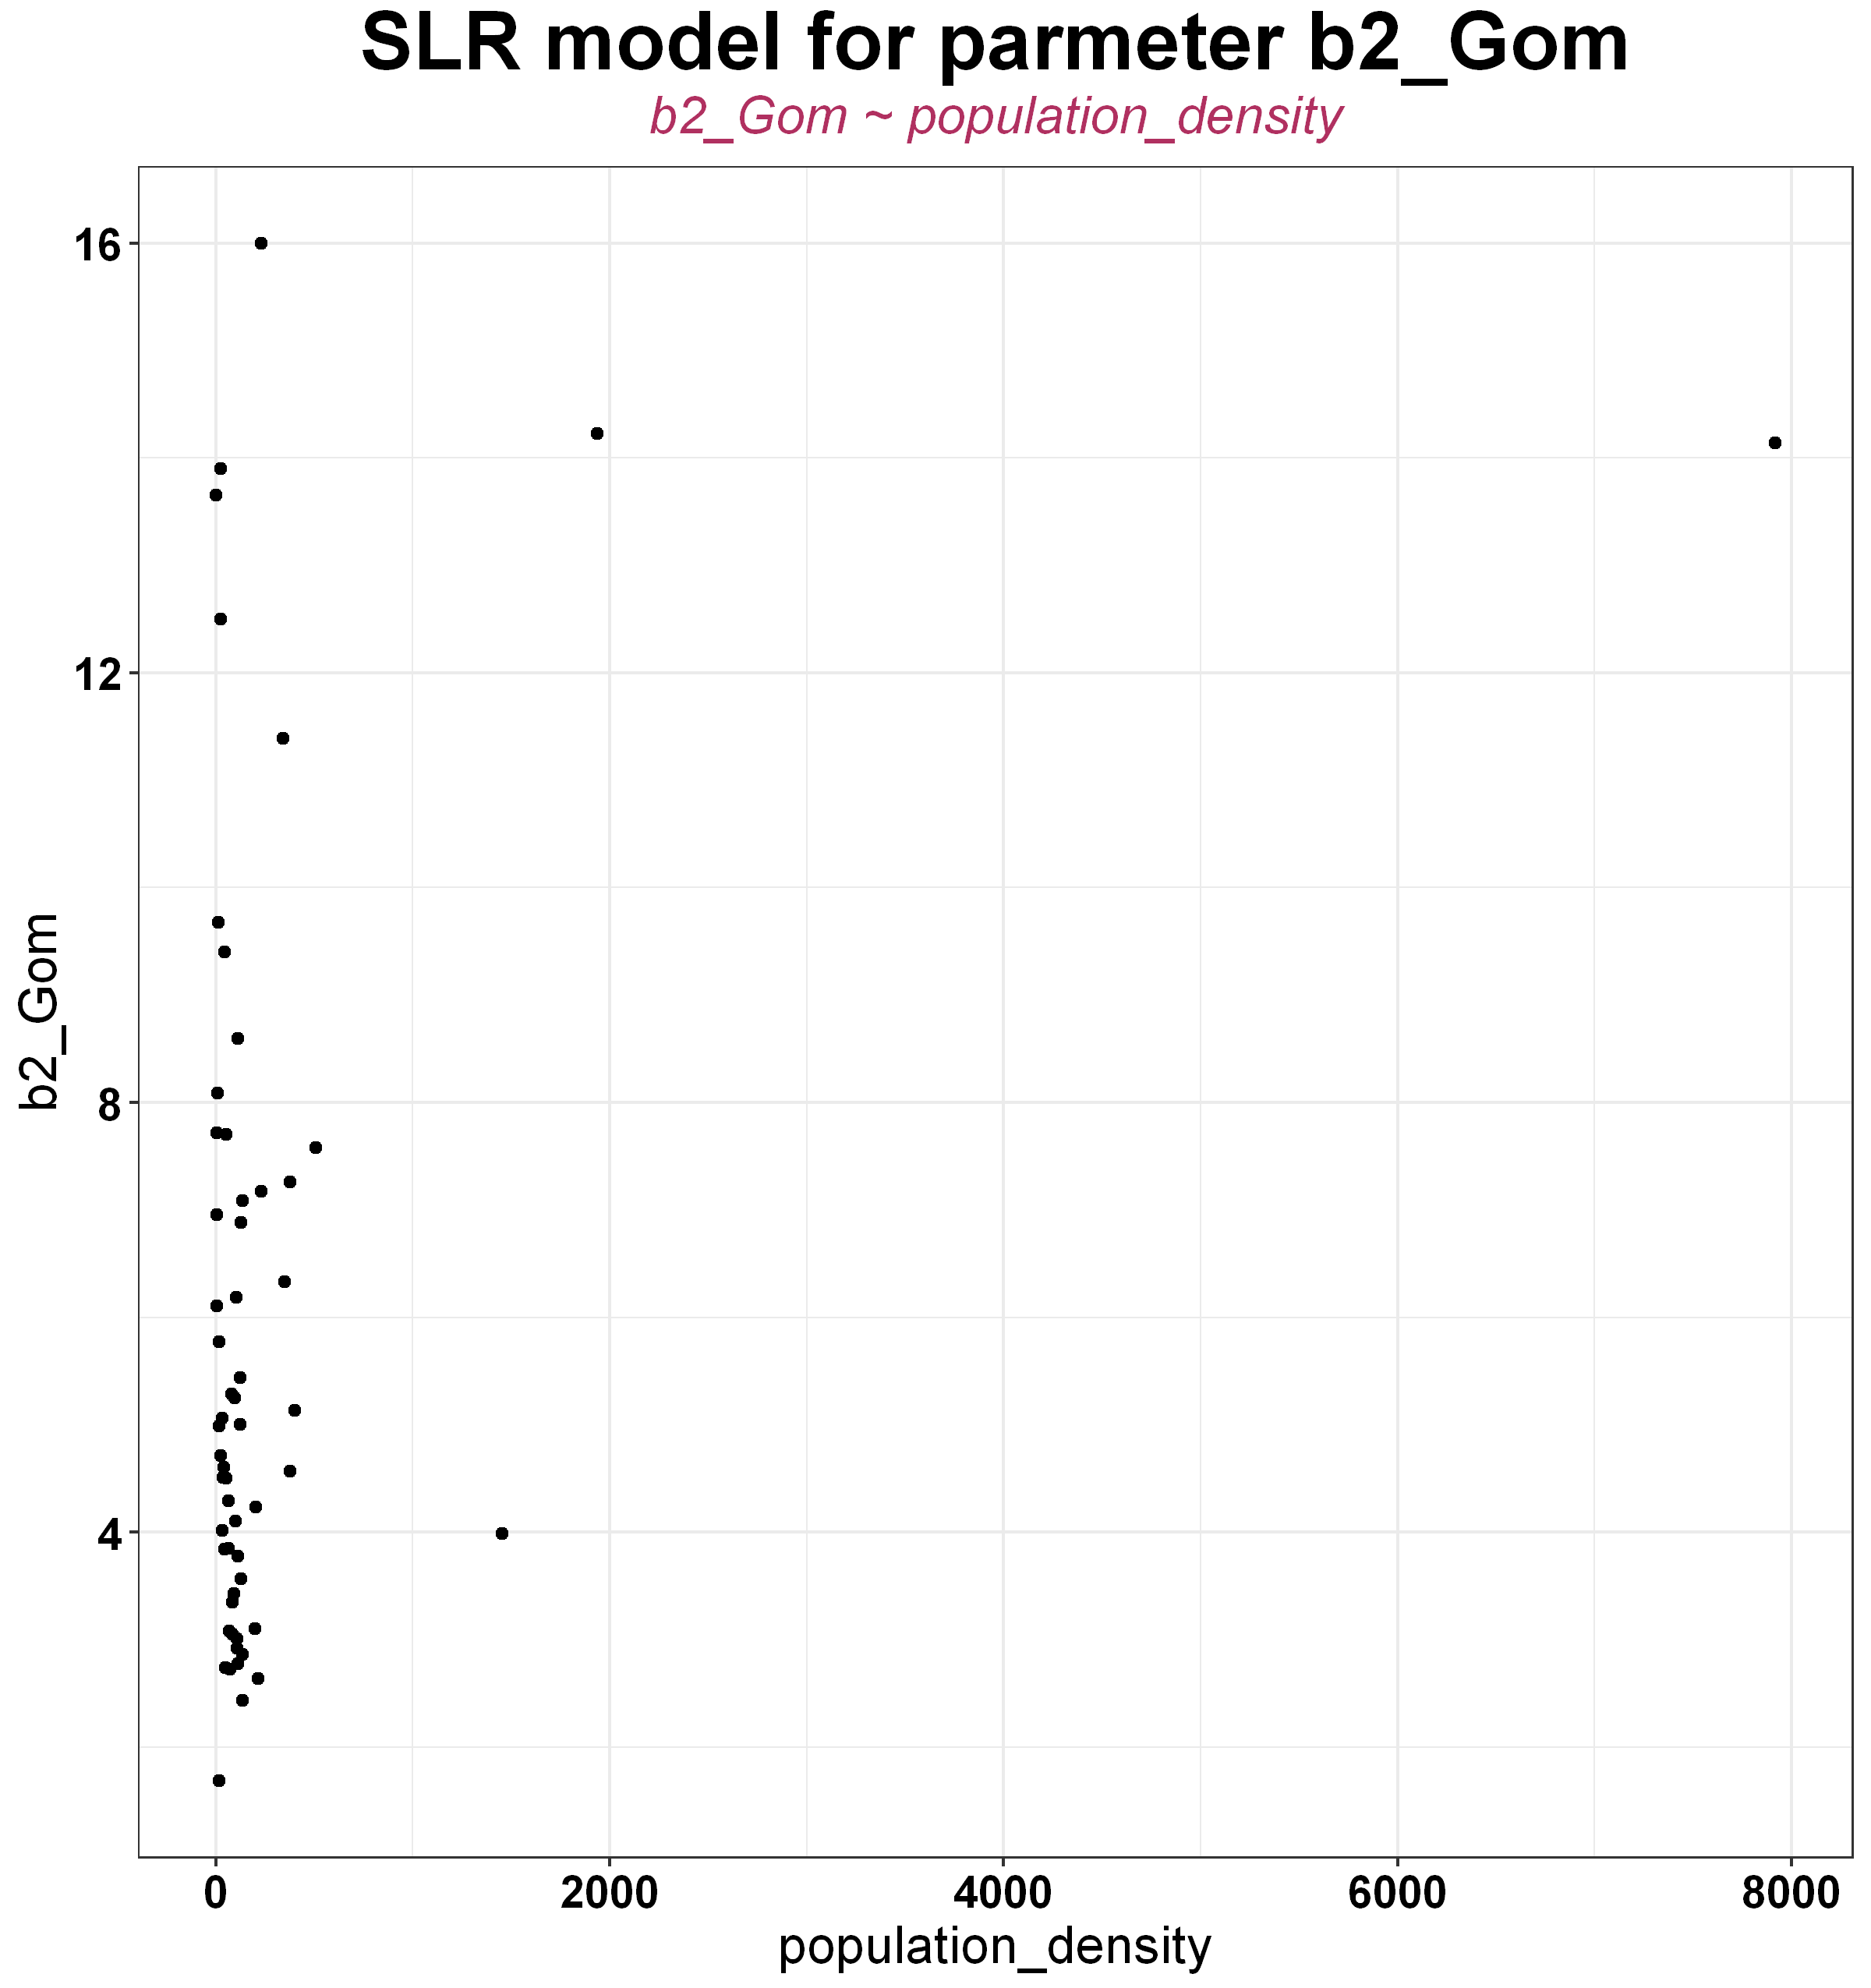 SLR model for parmeter b2_Gom
b2_Gom ~ population_density
16
12
8
4
b2_Gom
0 2000 4000 6000 8000
population_density